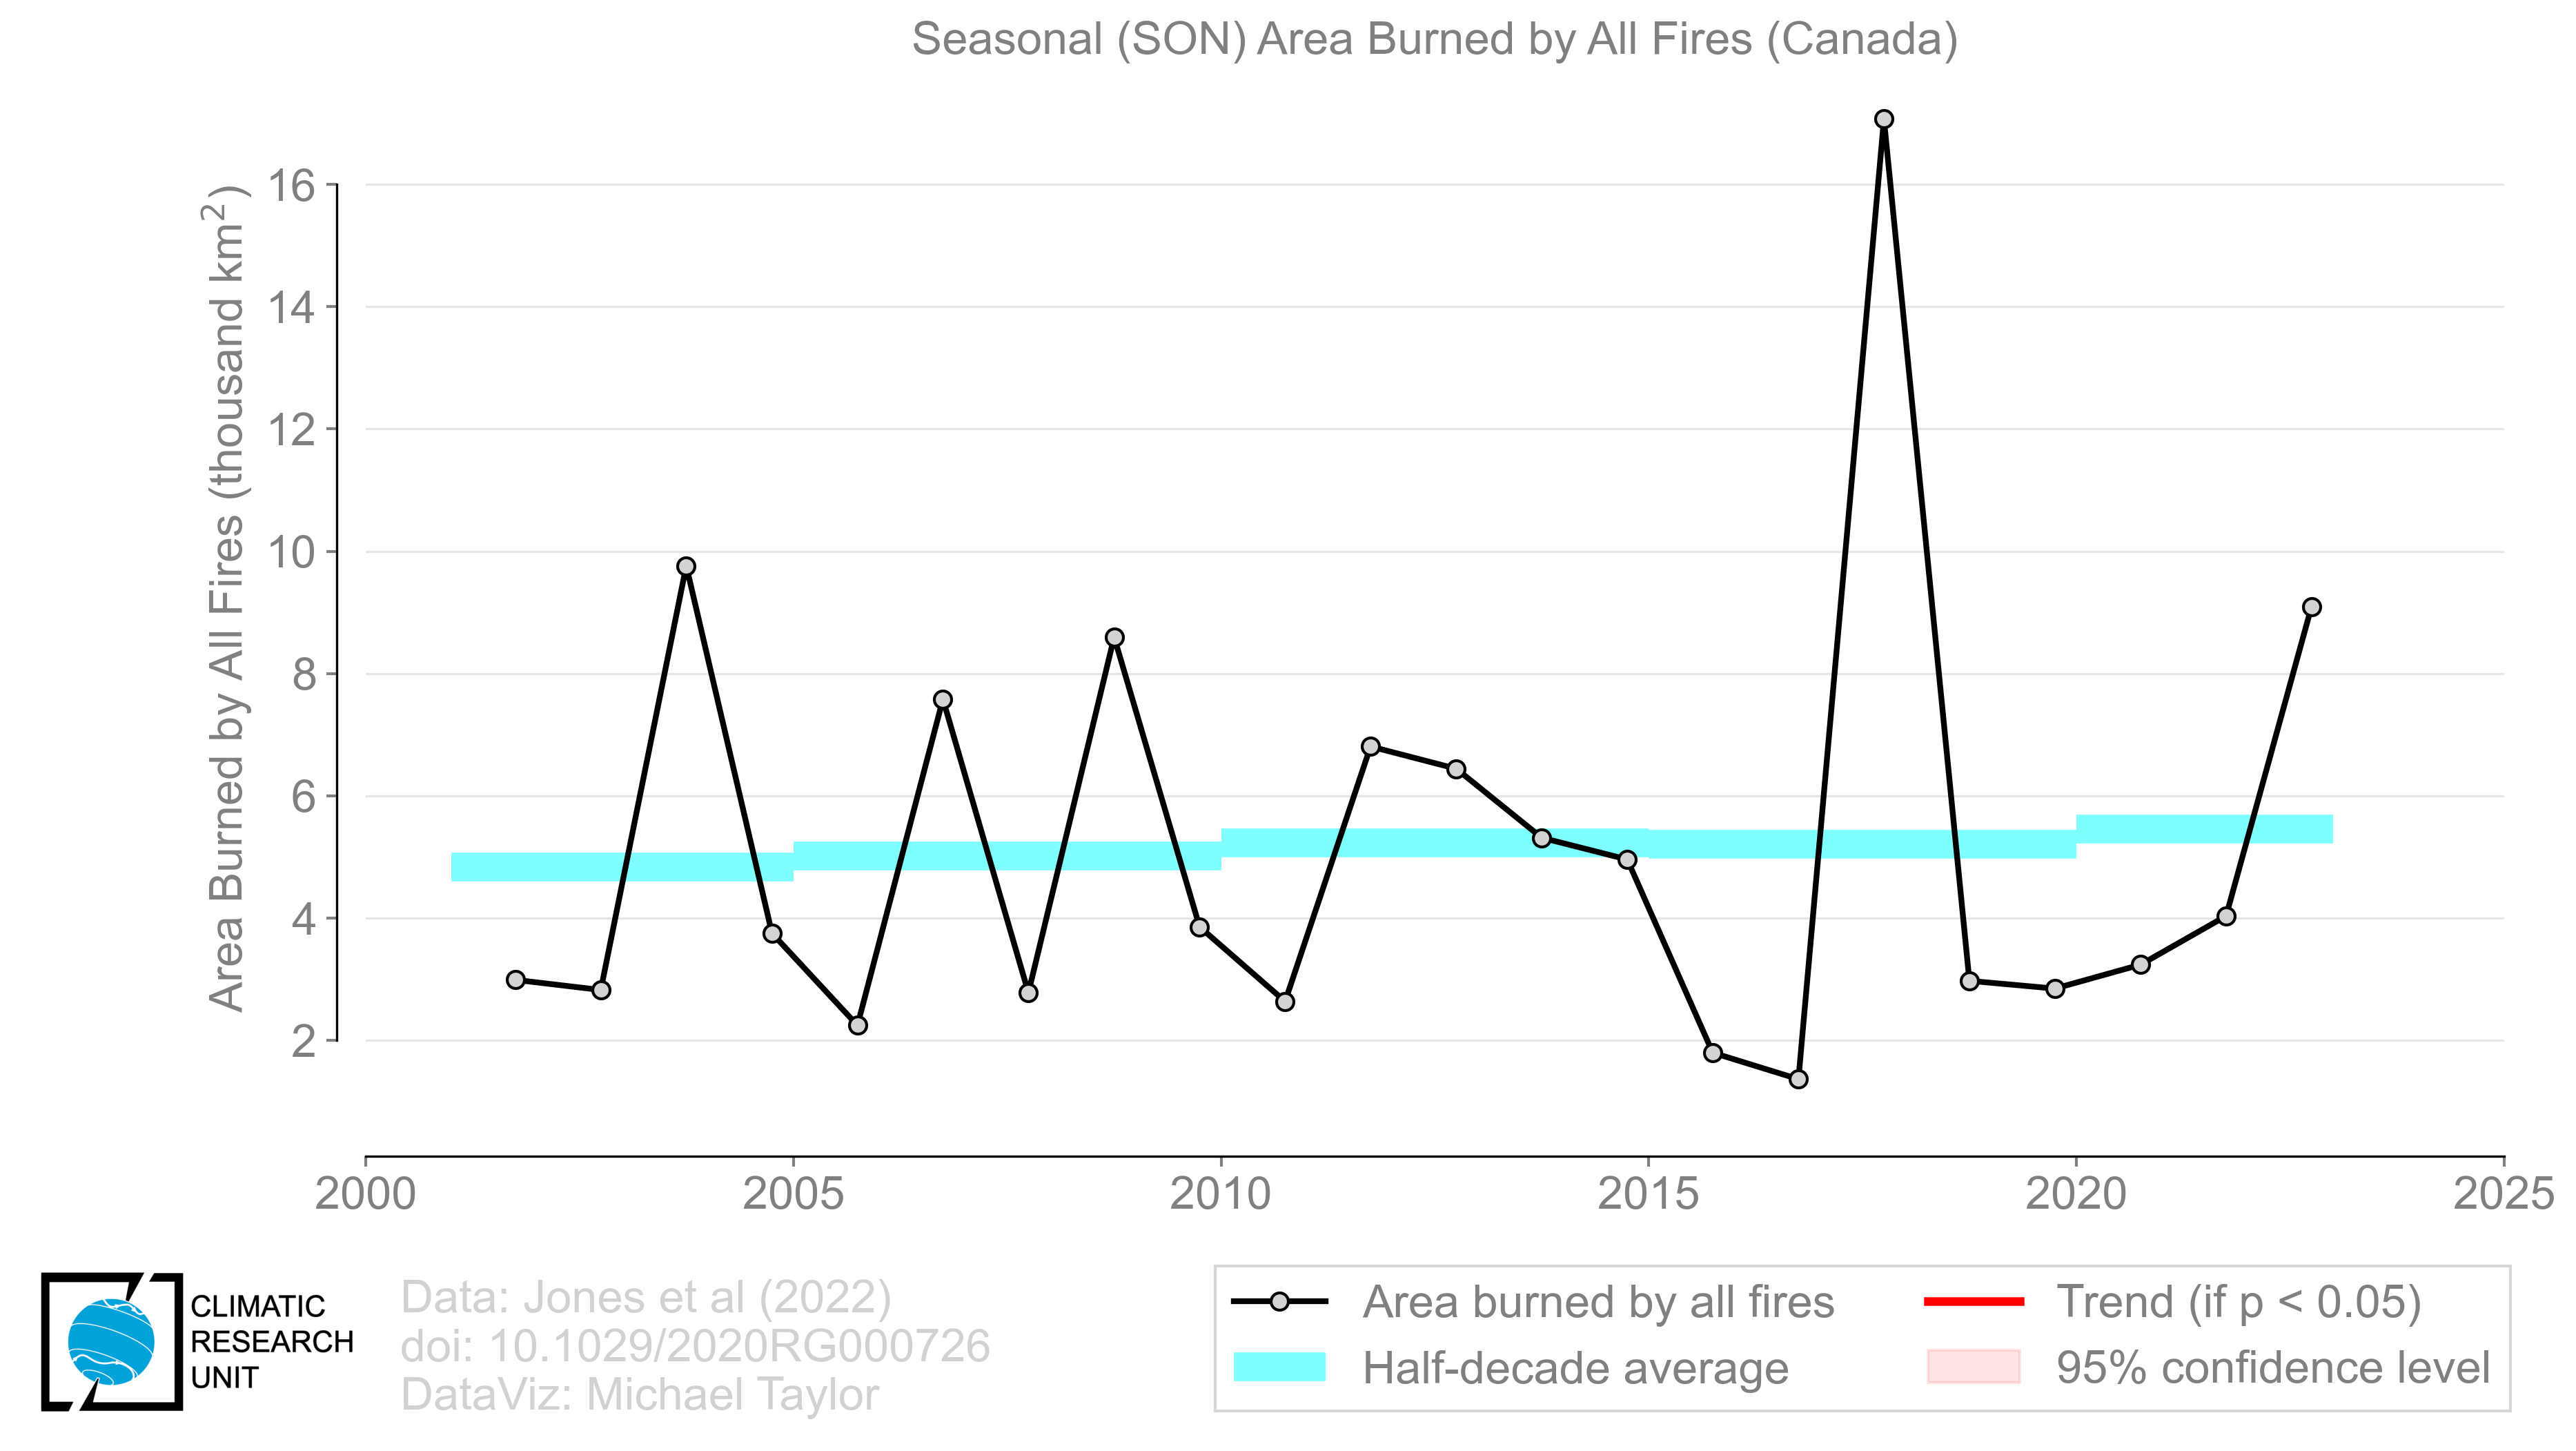 Seasonal (SON) Area Burned by All Fires (Canada)
Area Burned by All Fires (thousand km²)
16
14
12
10
8
6
4
2
2000 2005 2010 2015 2020 2025
CLIMATIC
RESEARCH
UNIT
Data: Jones et al (2022)
doi: 10.1029/2020RG000726
DataViz: Michael Taylor
Area burned by all fires
Half-decade average
Trend (if p < 0.05)
95% confidence level